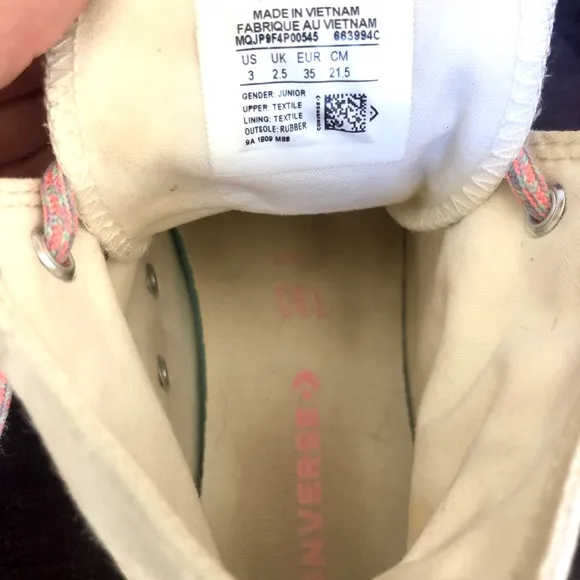 MADE IN VIETNAM
FABRIQUE AU VIETNAM
MQJP9F4P00545 663994C
US UK EUR CM
3 2.5 35 21.5
GENDER: JUNIOR
UPPER: TEXTILE
LINING: TEXTILE
OUTSOLE: RUBBER
9A 1809 M88
CONVERSE
CONVERSE